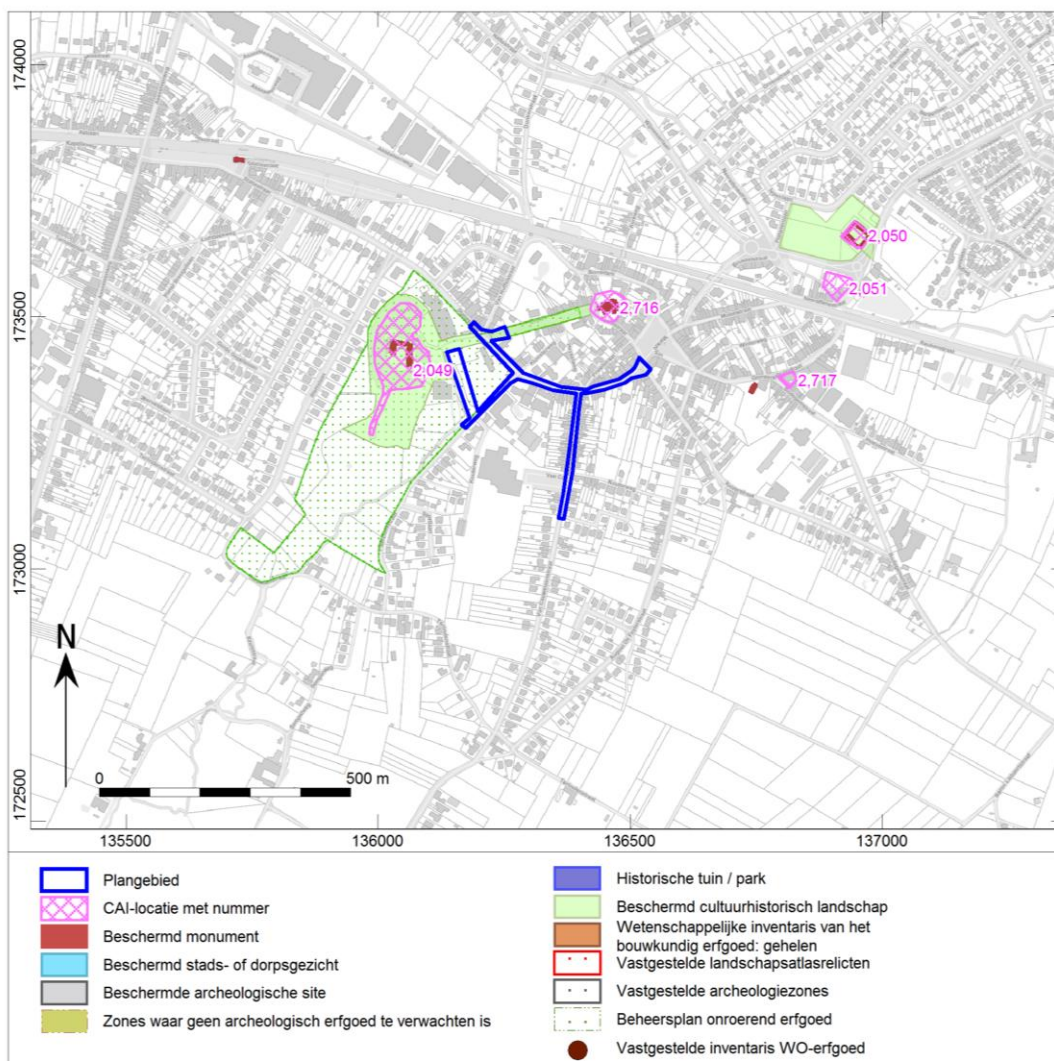 174000
2,050
2,051
2,716
173500
2,049
2,717
173000
N
0
500 m
172500
135500
136000
136500
137000
Plangebied
CAI-locatie met nummer
Beschermd monument
Beschermd stads- of dorpsgezicht
Beschermde archeologische site
Zones waar geen archeologisch erfgoed te verwachten is
Historische tuin / park
Beschermd cultuurhistorisch landschap
Wetenschappelijke inventaris van het
bouwkundig erfgoed: gehelen
Vastgestelde landschapsatlasrelicten
Vastgestelde archeologiezones
Beheersplan onroerend erfgoed
Vastgestelde inventaris WO-erfgoed